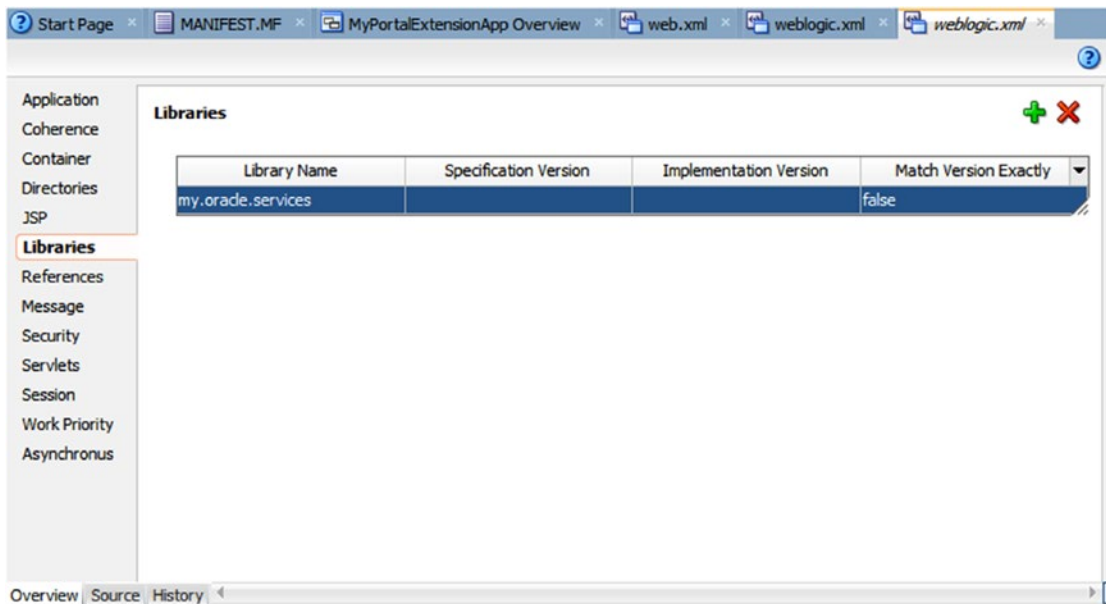 Start Page MANIFEST.MF MyPortalExtensionApp Overview web.xml weblogic.xml weblogic.xml
Application
Coherence
Container
Directories
JSP
Libraries
References
Message
Security
Servlets
Session
Work Priority
Asynchronus
Libraries
Library Name Specification Version Implementation Version Match Version Exactly
my.oracle.services false
Overview Source History